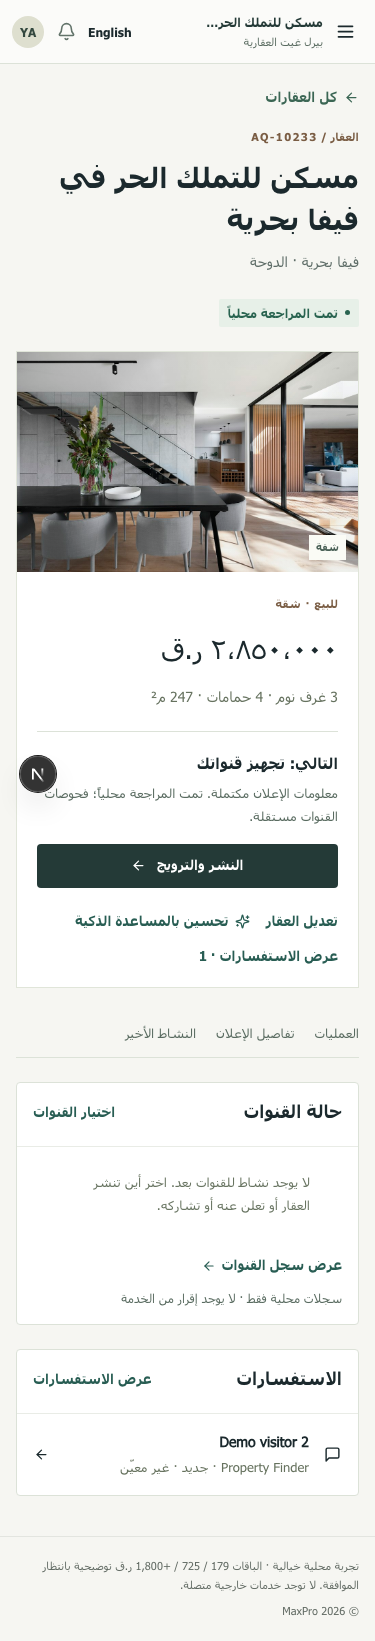 مسكن للتملك الحر...
بيرل غيت العقارية
English
YA
← كل العقارات
العقار / AQ-10233
مسكن للتملك الحر في
فيفا بحرية
فيفا بحرية · الدوحة
• تمت المراجعة محلياً
شقة
للبيع · شقة
٢،٨٥٠،٠٠٠ ر.ق
3 غرف نوم · 4 حمامات · 247 م²
التالي: تجهيز قنواتك
معلومات الإعلان مكتملة. تمت المراجعة محلياً؛ فحوصات
القنوات مستقلة.
N
النشر والترويج ←
تعديل العقار
تحسين بالمساعدة الذكية
عرض الاستفسارات · 1
العمليات
تفاصيل الإعلان
النشاط الأخير
حالة القنوات
اختيار القنوات
لا يوجد نشاط للقنوات بعد. اختر أين تنشر
العقار أو تعلن عنه أو تشاركه.
عرض سجل القنوات ←
سجلات محلية فقط · لا يوجد إقرار من الخدمة
الاستفسارات
عرض الاستفسارات
Demo visitor 2
Property Finder · جديد · غير معيّن
←
تجربة محلية خيالية · الباقات 179 / 725 / +1,800 ر.ق توضيحية بانتظار
الموافقة. لا توجد خدمات خارجية متصلة.
© 2026 MaxPro